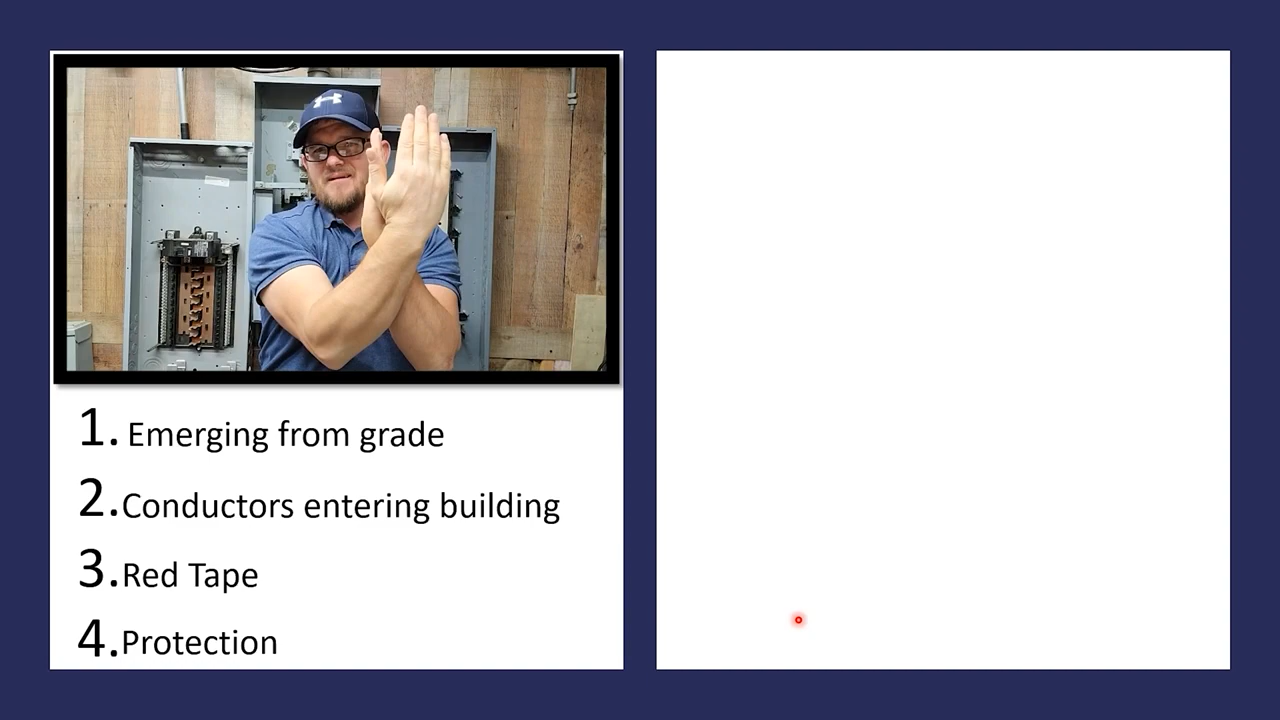 1. Emerging from grade
2. Conductors entering building
3. Red Tape
4. Protection